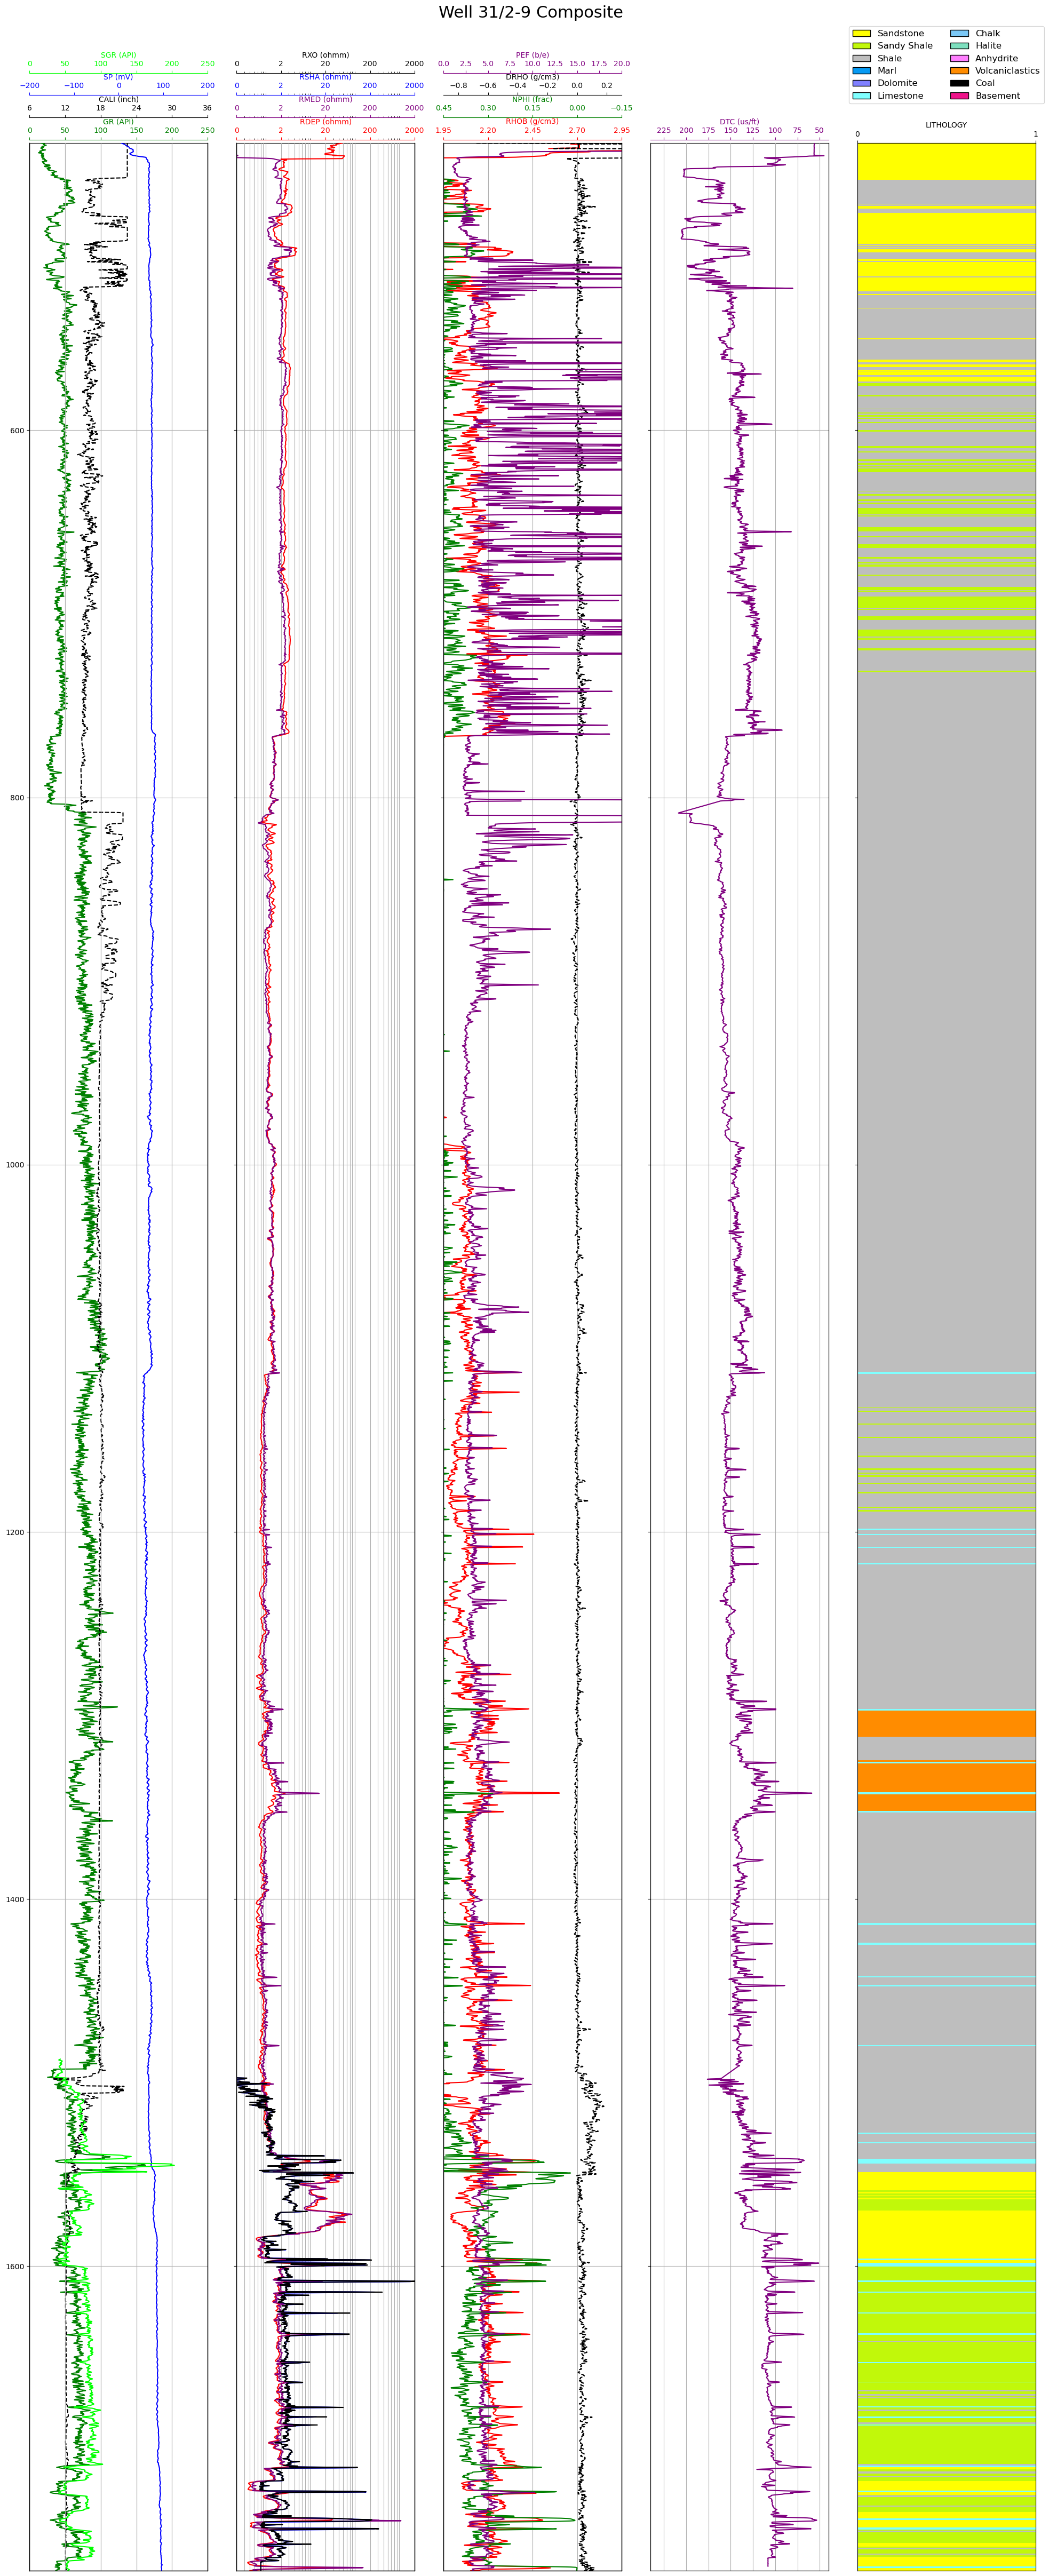 Well 31/2-9 Composite
Sandstone Chalk
Sandy Shale Halite
Shale Anhydrite
Marl Volcaniclastics
Dolomite Coal
Limestone Basement
SGR (API) RXO (ohmm) PEF (b/e)
0 50 100 150 200 250 0 2 20 200 2000 0.0 2.5 5.0 7.5 10.0 12.5 15.0 17.5 20.0
SP (mV) RSHA (ohmm) DRHO (g/cm3)
−200 −100 0 100 200 0 2 20 200 2000 −0.8 −0.6 −0.4 −0.2 0.0 0.2
CALI (inch) RMED (ohmm) NPHI (frac)
6 12 18 24 30 36 0 2 20 200 2000 0.45 0.30 0.15 0.00 −0.15
GR (API) RDEP (ohmm) RHOB (g/cm3) DTC (us/ft) LITHOLOGY
0 50 100 150 200 250 0 2 20 200 2000 1.95 2.20 2.45 2.70 2.95 225 200 175 150 125 100 75 50 0 1
600
800
1000
1200
1400
1600